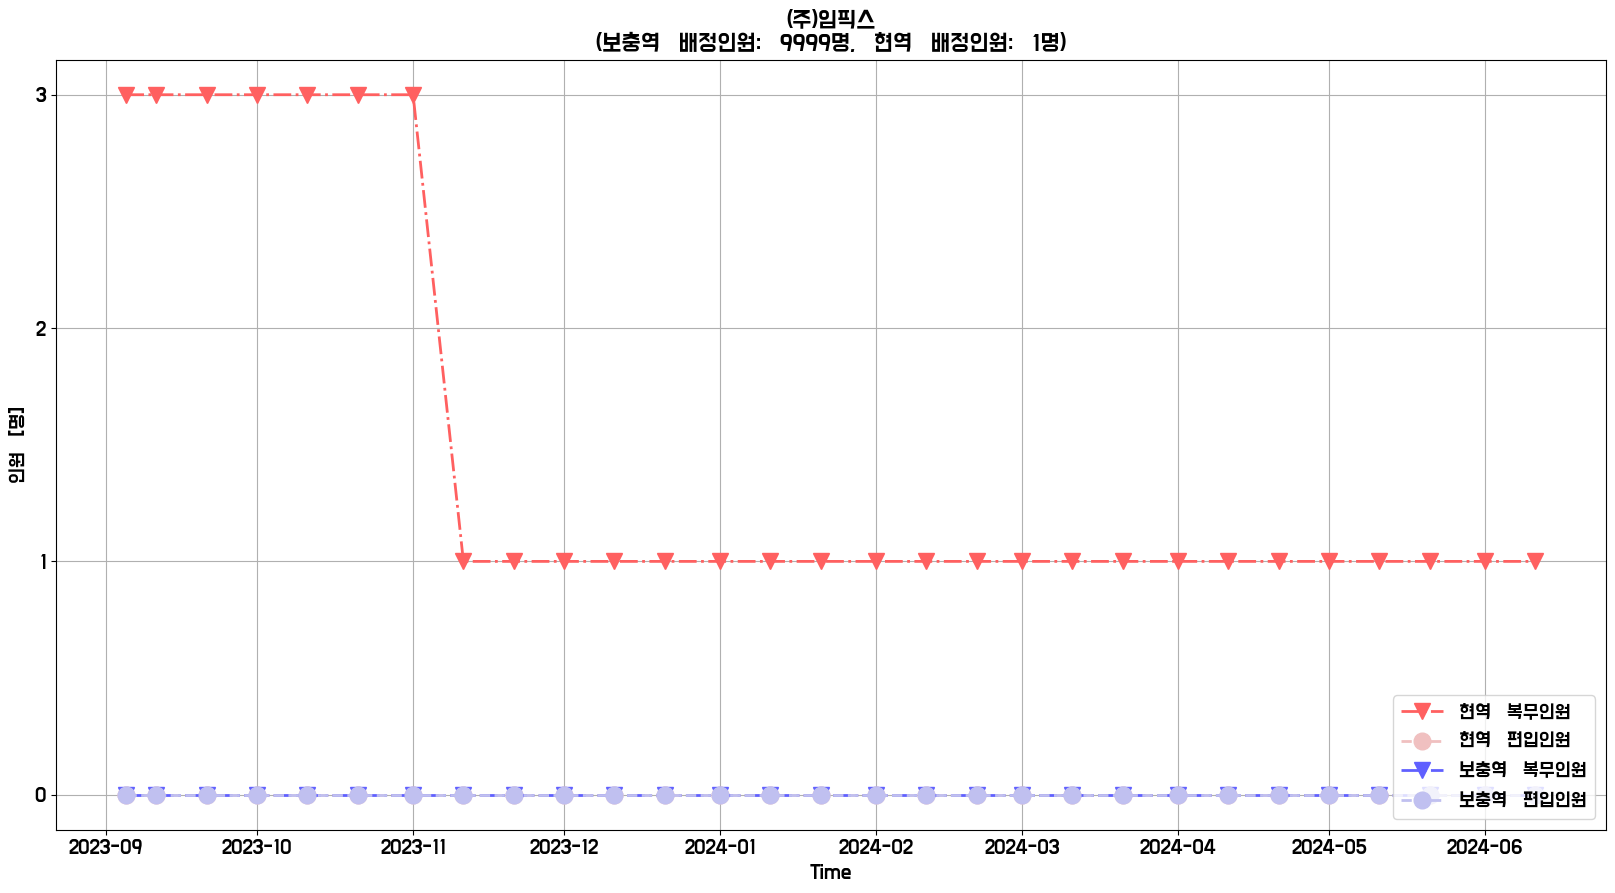 (주)임픽스
(보충역 배정인원: 9999명, 현역 배정인원: 1명)
3
2
1
0
인원 [명]
2023-09 2023-10 2023-11 2023-12 2024-01 2024-02 2024-03 2024-04 2024-05 2024-06
Time
현역 복무인원
현역 편입인원
보충역 복무인원
보충역 편입인원